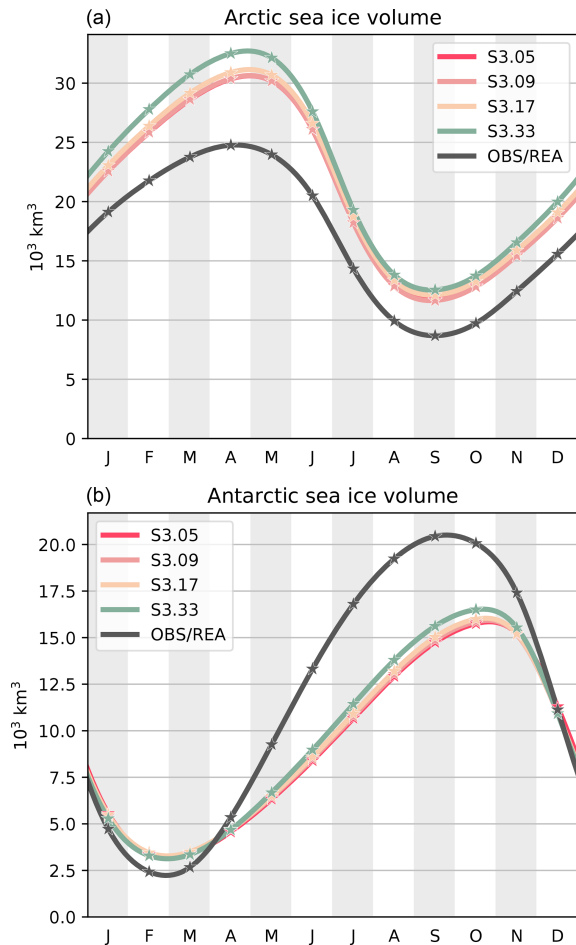 (a) Arctic sea ice volume
30
25
20
15
10
5
0
10³ km³
S3.05
S3.09
S3.17
S3.33
OBS/REA
J F M A M J J A S O N D
(b) Antarctic sea ice volume
20.0
17.5
15.0
12.5
10.0
7.5
5.0
2.5
0.0
10³ km³
S3.05
S3.09
S3.17
S3.33
OBS/REA
J F M A M J J A S O N D